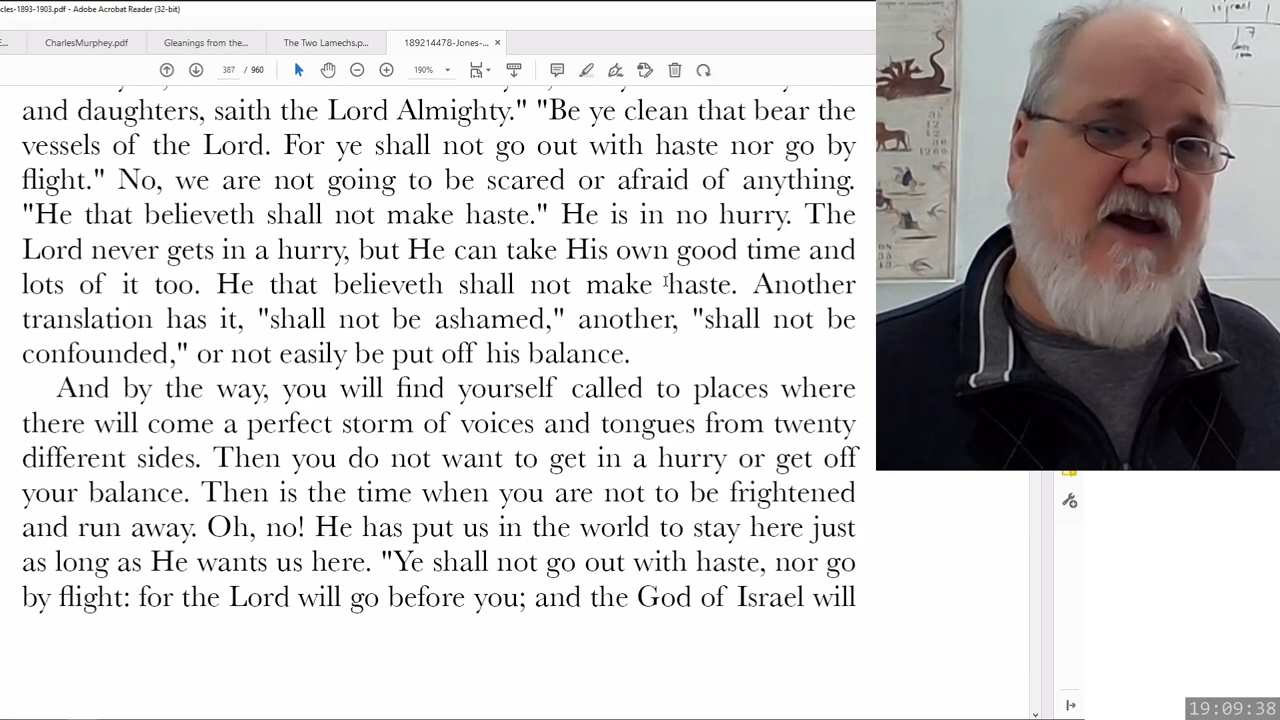 cles-1893-1903.pdf - Adobe Acrobat Reader (32-bit)
E... CharlesMurphey.pdf Gleanings from the... The Two Lamechs.p... 189214478-Jones-... ×
387 / 960 190%
and daughters, saith the Lord Almighty." "Be ye clean that bear the
vessels of the Lord. For ye shall not go out with haste nor go by
flight." No, we are not going to be scared or afraid of anything.
"He that believeth shall not make haste." He is in no hurry. The
Lord never gets in a hurry, but He can take His own good time and
lots of it too. He that believeth shall not make haste. Another
translation has it, "shall not be ashamed," another, "shall not be
confounded," or not easily be put off his balance.
And by the way, you will find yourself called to places where
there will come a perfect storm of voices and tongues from twenty
different sides. Then you do not want to get in a hurry or get off
your balance. Then is the time when you are not to be frightened
and run away. Oh, no! He has put us in the world to stay here just
as long as He wants us here. "Ye shall not go out with haste, nor go
by flight: for the Lord will go before you; and the God of Israel will
19:09:38